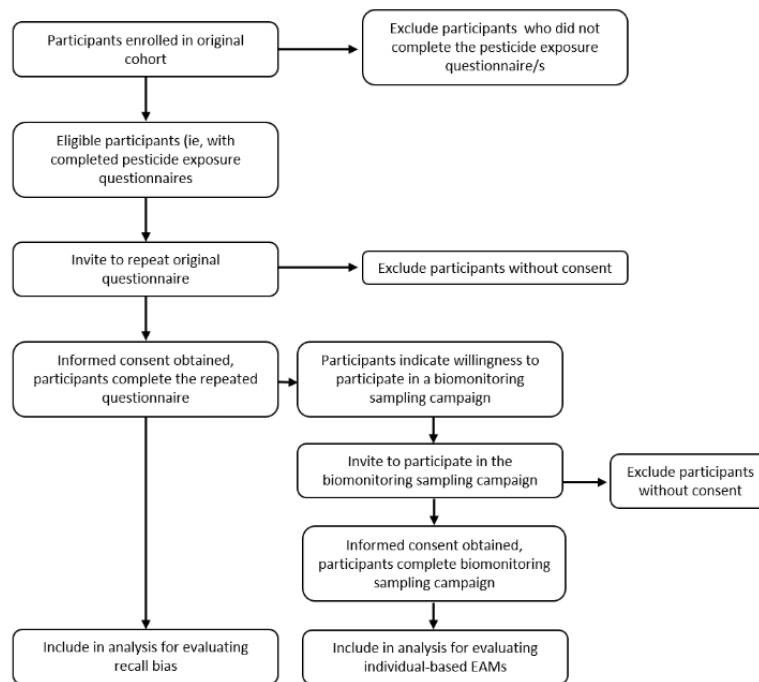 Participants enrolled in original
cohort
Exclude participants who did not
complete the pesticide exposure
questionnaire/s
Eligible participants (ie, with
completed pesticide exposure
questionnaires
Invite to repeat original
questionnaire
Exclude participants without consent
Informed consent obtained,
participants complete the repeated
questionnaire
Participants indicate willingness to
participate in a biomonitoring
sampling campaign
Invite to participate in the
biomonitoring sampling campaign
Exclude participants
without consent
Informed consent obtained,
participants complete biomonitoring
sampling campaign
Include in analysis for evaluating
recall bias
Include in analysis for evaluating
individual-based EAMs